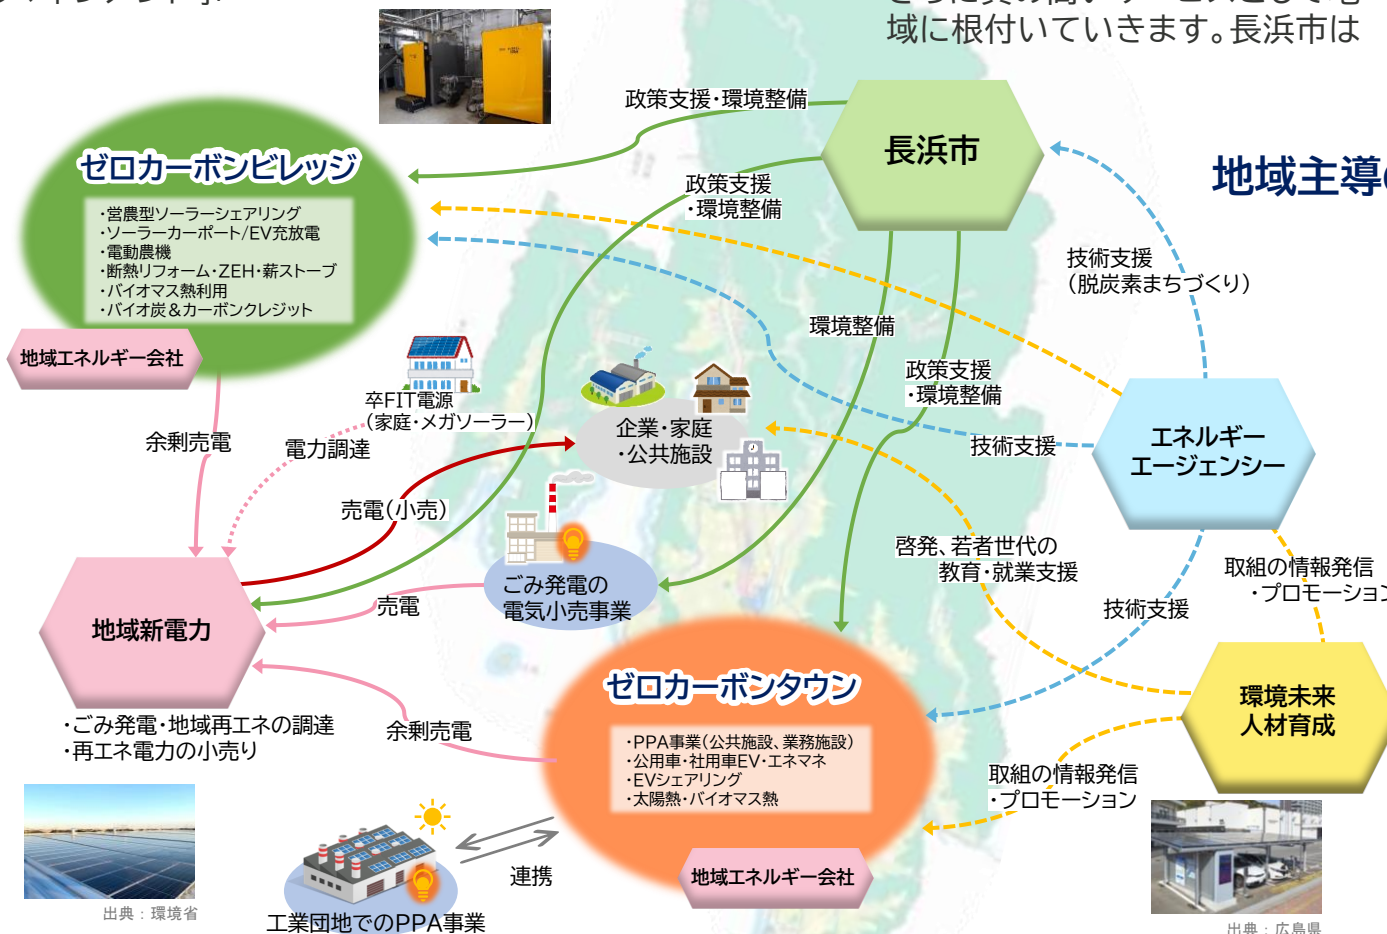 域に根付いていきます。長浜市は
政策支援・環境整備
長浜市
ゼロカーボンビレッジ
地域主導
政策支援
・環境整備
・営農型ソーラーシェアリング
・ソーラーカーポート/EV充放電
・電動農機
・断熱リフォーム・ZEH・薪ストーブ
・バイオマス熱利用
・バイオ炭＆カーボンクレジット
技術支援
（脱炭素まちづくり）
地域エネルギー会社
環境整備
政策支援
・環境整備
卒FIT電源
（家庭・メガソーラー）
余剰売電
電力調達
企業・家庭
・公共施設
技術支援
エネルギー
エージェンシー
売電（小売）
啓発、若者世代の
教育・就業支援
取組の情報発信
・プロモーション
ごみ発電の
電気小売事業
売電
技術支援
地域新電力
ゼロカーボンタウン
環境未来
人材育成
・ごみ発電・地域再エネの調達
・再エネ電力の小売り
余剰売電
・PPA事業（公共施設、業務施設）
・公用車・社用車EV・エネマネ
・EVシェアリング
・太陽熱・バイオマス熱
取組の情報発信
・プロモーション
連携
地域エネルギー会社
出典：環境省
工業団地でのPPA事業
出典：広島県